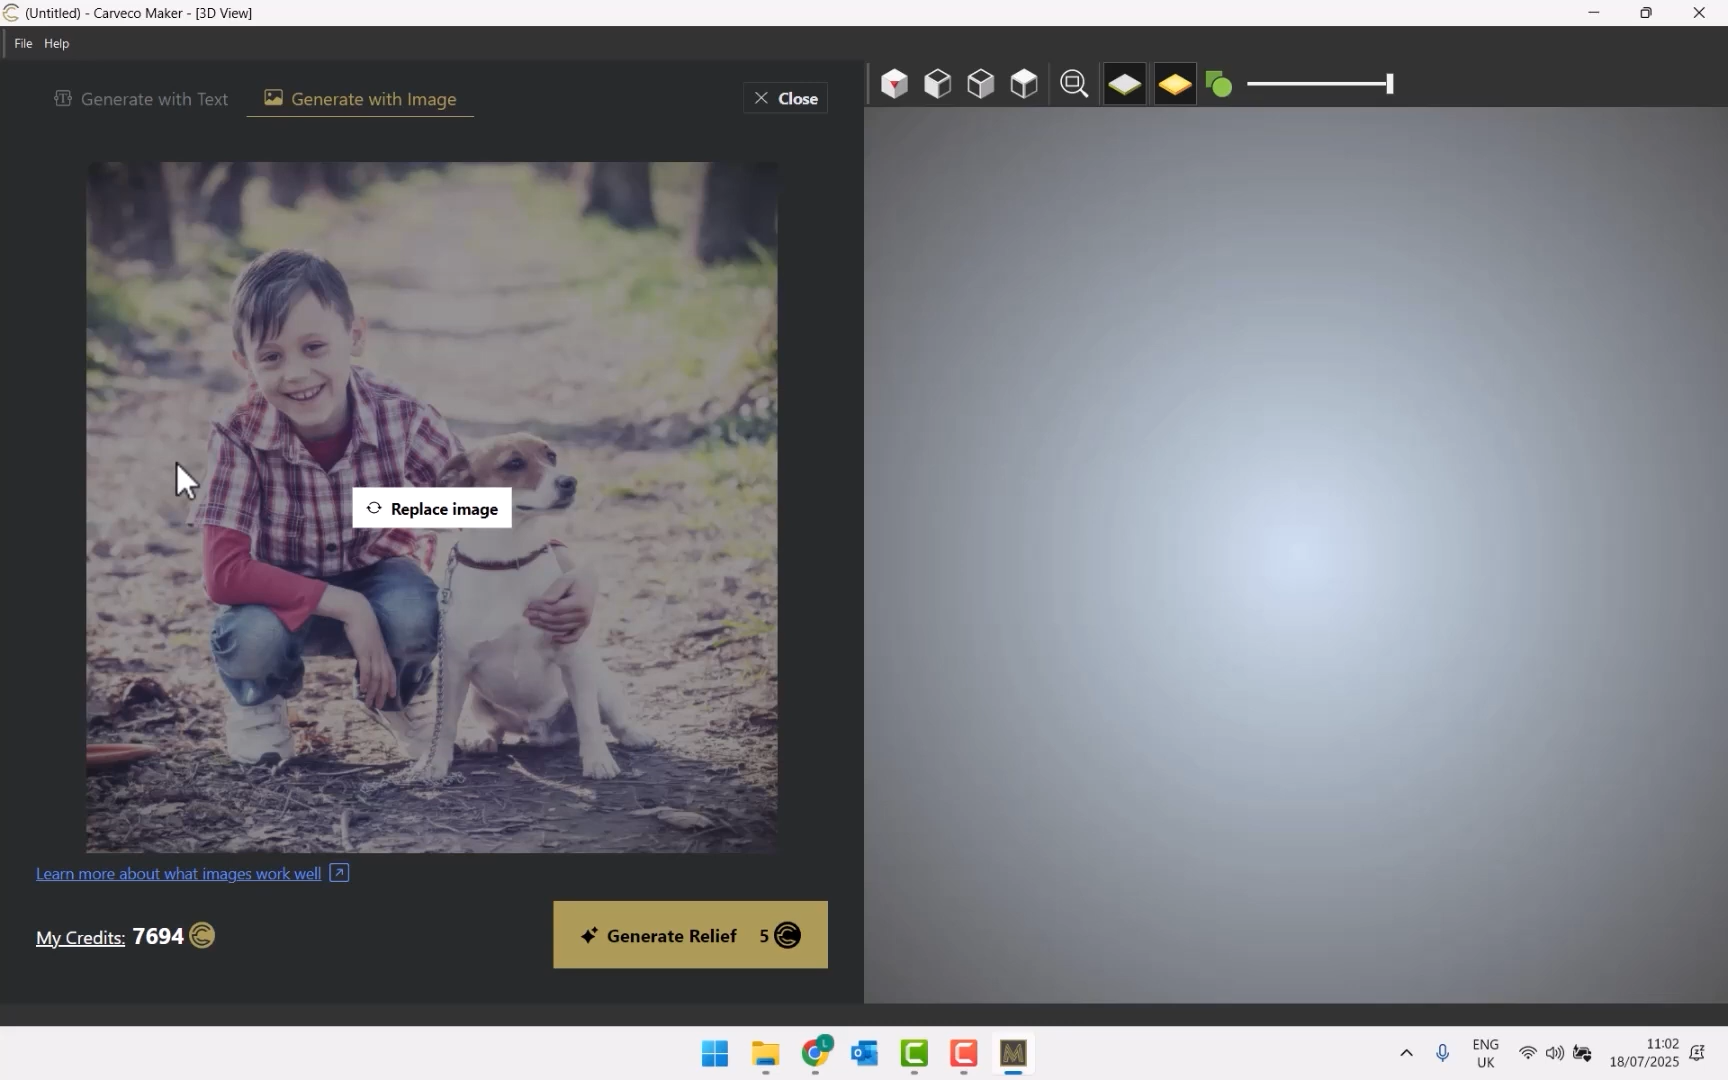 (Untitled) - Carveco Maker - [3D View]
File Help
Generate with Text Generate with Image Close
Replace image
Learn more about what images work well
My Credits: 7694
Generate Relief 5
ENG
UK
11:02
18/07/2025